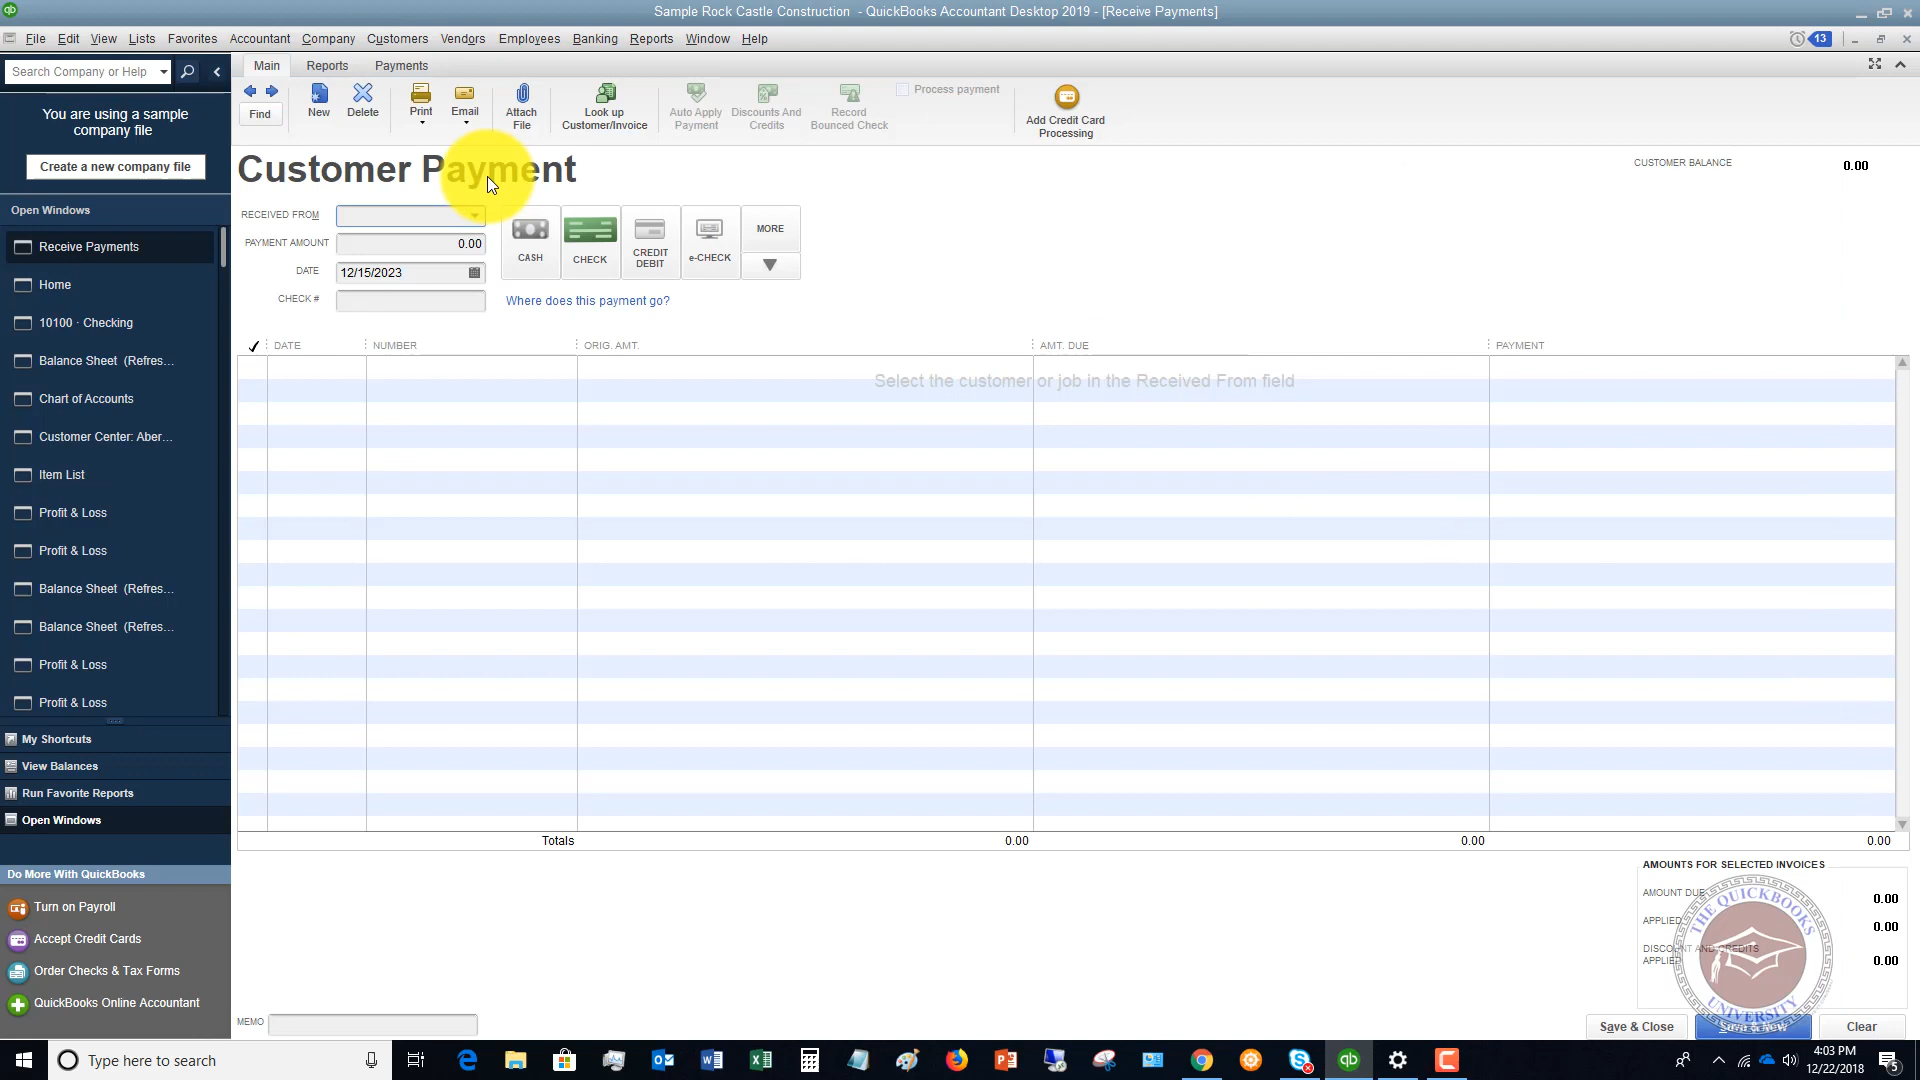 Sample Rock Castle Construction - QuickBooks Accountant Desktop 2019 - [Receive Payments]
File Edit View Lists Favorites Accountant Company Customers Vendors Employees Banking Reports Window Help
13
Search Company or Help
Main Reports Payments
Find
New
Delete
Print
Email
Attach
File
Look up
Customer/Invoice
Auto Apply
Payment
Discounts And
Credits
Record
Bounced Check
Process payment
Add Credit Card
Processing
You are using a sample
company file
Create a new company file
Open Windows
Receive Payments
Home
10100 · Checking
Balance Sheet (Refres...
Chart of Accounts
Customer Center: Aber...
Item List
Profit & Loss
Profit & Loss
Balance Sheet (Refres...
Balance Sheet (Refres...
Profit & Loss
Profit & Loss
My Shortcuts
View Balances
Run Favorite Reports
Open Windows
Do More With QuickBooks
Turn on Payroll
Accept Credit Cards
Order Checks & Tax Forms
QuickBooks Online Accountant
Customer Payment
CUSTOMER BALANCE 0.00
RECEIVED FROM
PAYMENT AMOUNT 0.00
DATE 12/15/2023
CHECK #
CASH
CHECK
CREDIT
DEBIT
e-CHECK
MORE
Where does this payment go?
DATE NUMBER ORIG. AMT. AMT. DUE PAYMENT
Select the customer or job in the Received From field
Totals 0.00 0.00 0.00
AMOUNTS FOR SELECTED INVOICES
AMOUNT DUE 0.00
APPLIED 0.00
DISCOUNT AND CREDITS
APPLIED 0.00
THE QUICKBOOKS
UNIVERSITY
MEMO
Save & Close Save & New Clear
Type here to search
4:03 PM
12/22/2018
5